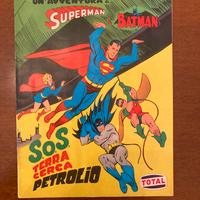 UN'AVVENTURA DI
SUPERMAN
BATMAN
S.O.S.
TERRA
CERCA
PETROLIO
TOTAL